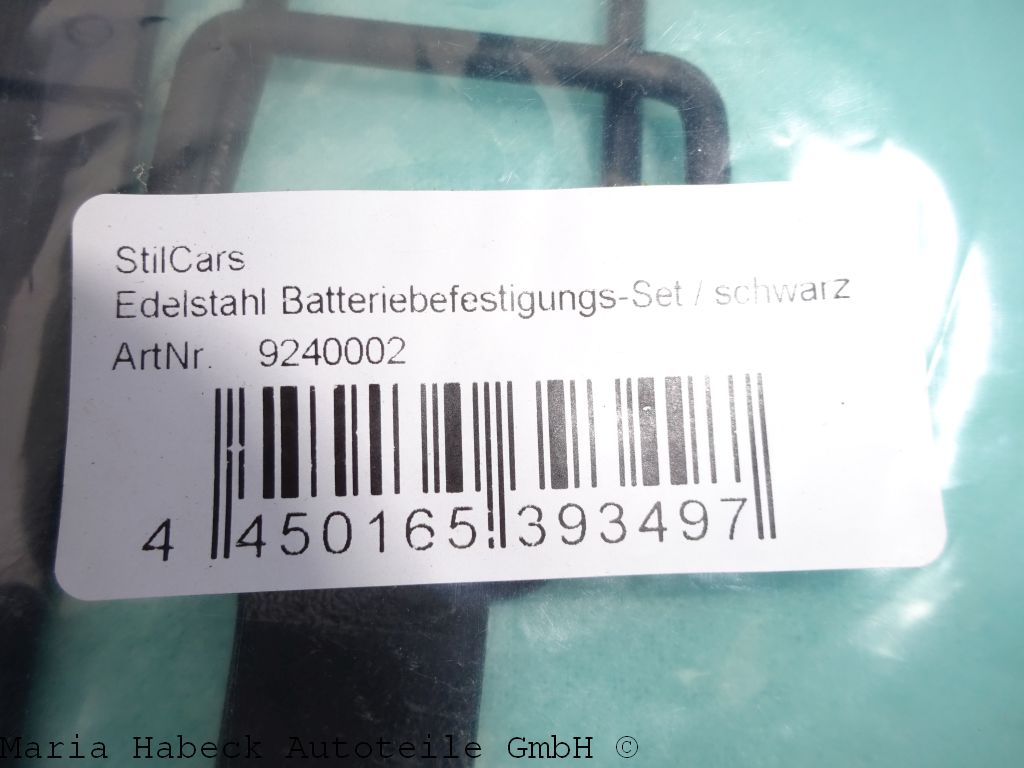 StilCars
Edelstahl Batteriebefestigungs-Set / schwarz
ArtNr. 9240002
4 450165 393497
Maria Habeck Autoteile GmbH ©